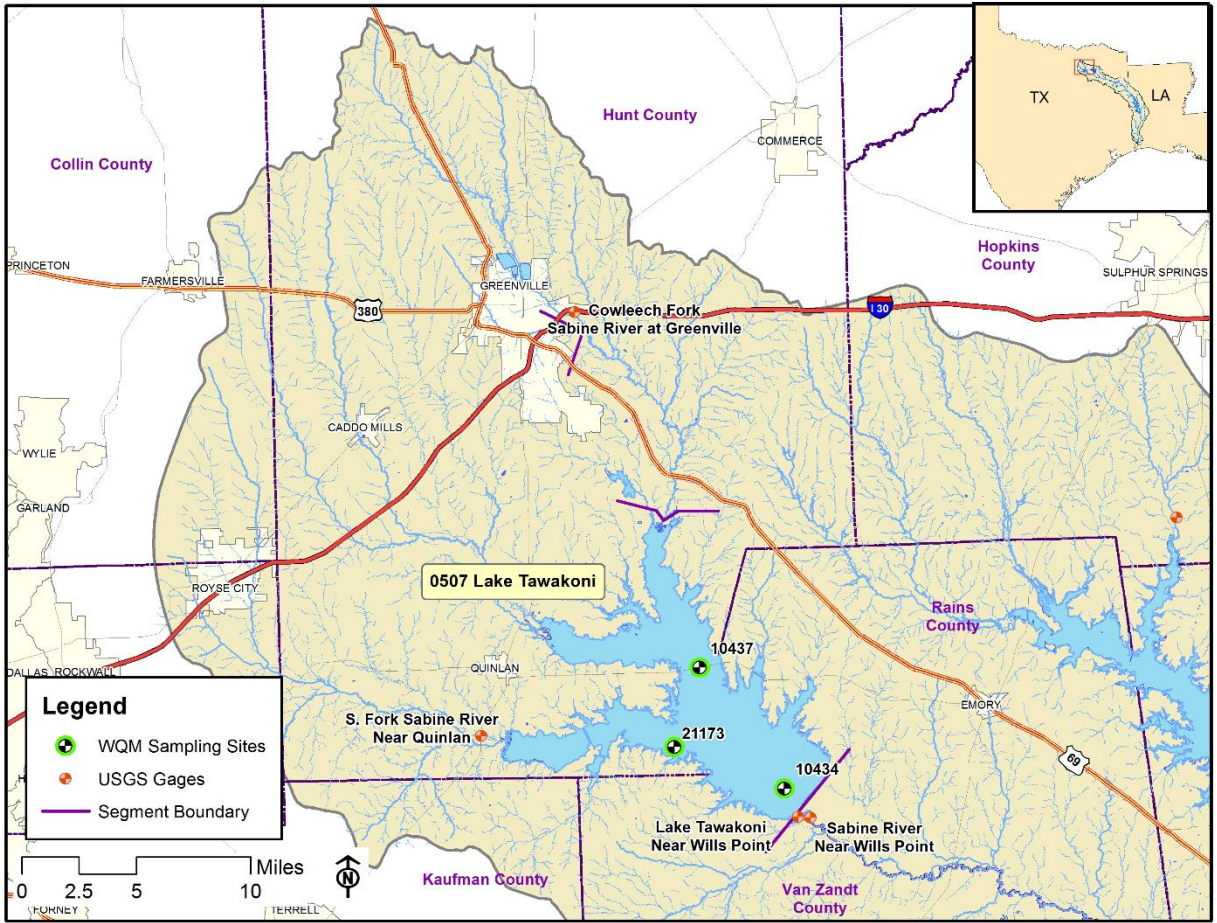 TX
LA
Hunt County
COMMERCE
Collin County
Hopkins
County
SULPHUR SPRINGS
PRINCETON
FARMERSVILLE
GREENVILLE
380
Cowleech Fork
Sabine River at Greenville
I 30
CADDO MILLS
WYLIE
GARLAND
0507 Lake Tawakoni
ROYSE CITY
Rains
County
10437
QUINLAN
DALLAS
ROCKWALL
EMORY
S. Fork Sabine River
Near Quinlan
21173
10434
69
Legend
WQM Sampling Sites
USGS Gages
Segment Boundary
Lake Tawakoni
Near Wills Point
Sabine River
Near Wills Point
0 2.5 5 10 Miles
N
Kaufman County
Van Zandt
County
FORNEY
TERRELL